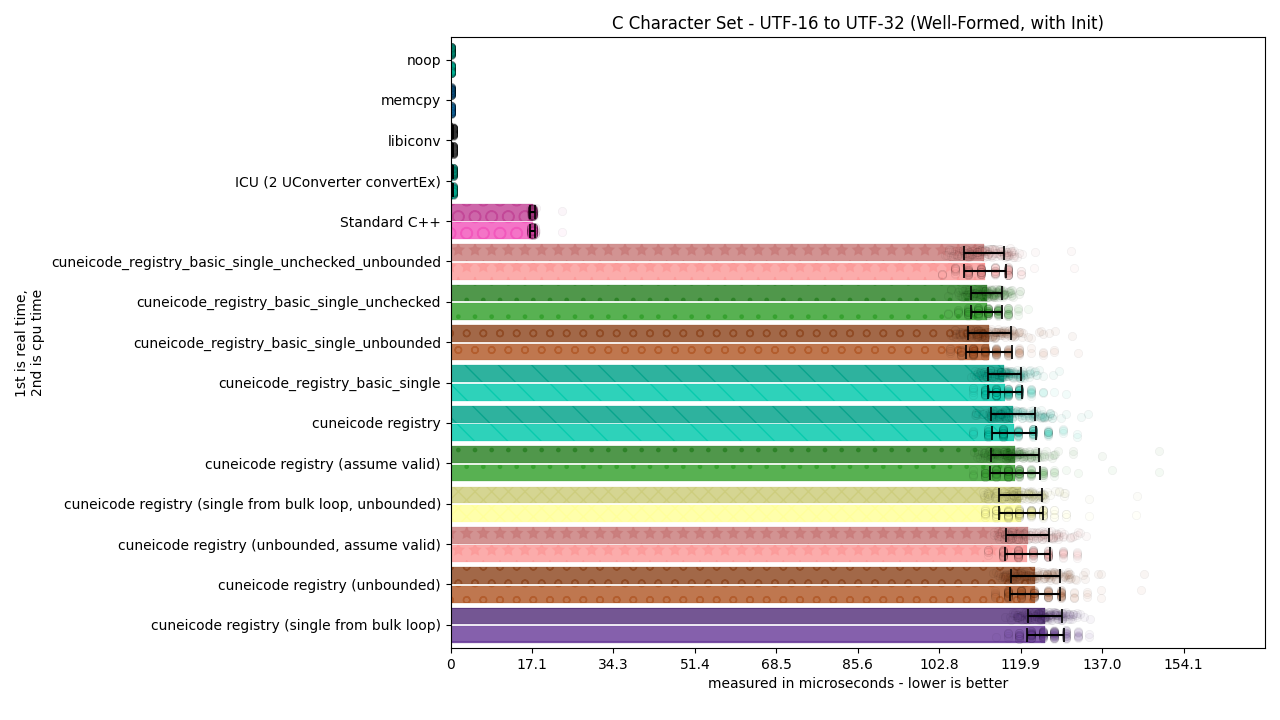 C Character Set - UTF-16 to UTF-32 (Well-Formed, with Init)
noop
memcpy
libiconv
ICU (2 UConverter convertEx)
Standard C++
cuneicode_registry_basic_single_unchecked_unbounded
cuneicode_registry_basic_single_unchecked
cuneicode_registry_basic_single_unbounded
cuneicode_registry_basic_single
cuneicode registry
cuneicode registry (assume valid)
cuneicode registry (single from bulk loop, unbounded)
cuneicode registry (unbounded, assume valid)
cuneicode registry (unbounded)
cuneicode registry (single from bulk loop)
1st is real time,
2nd is cpu time
0 17.1 34.3 51.4 68.5 85.6 102.8 119.9 137.0 154.1
measured in microseconds - lower is better